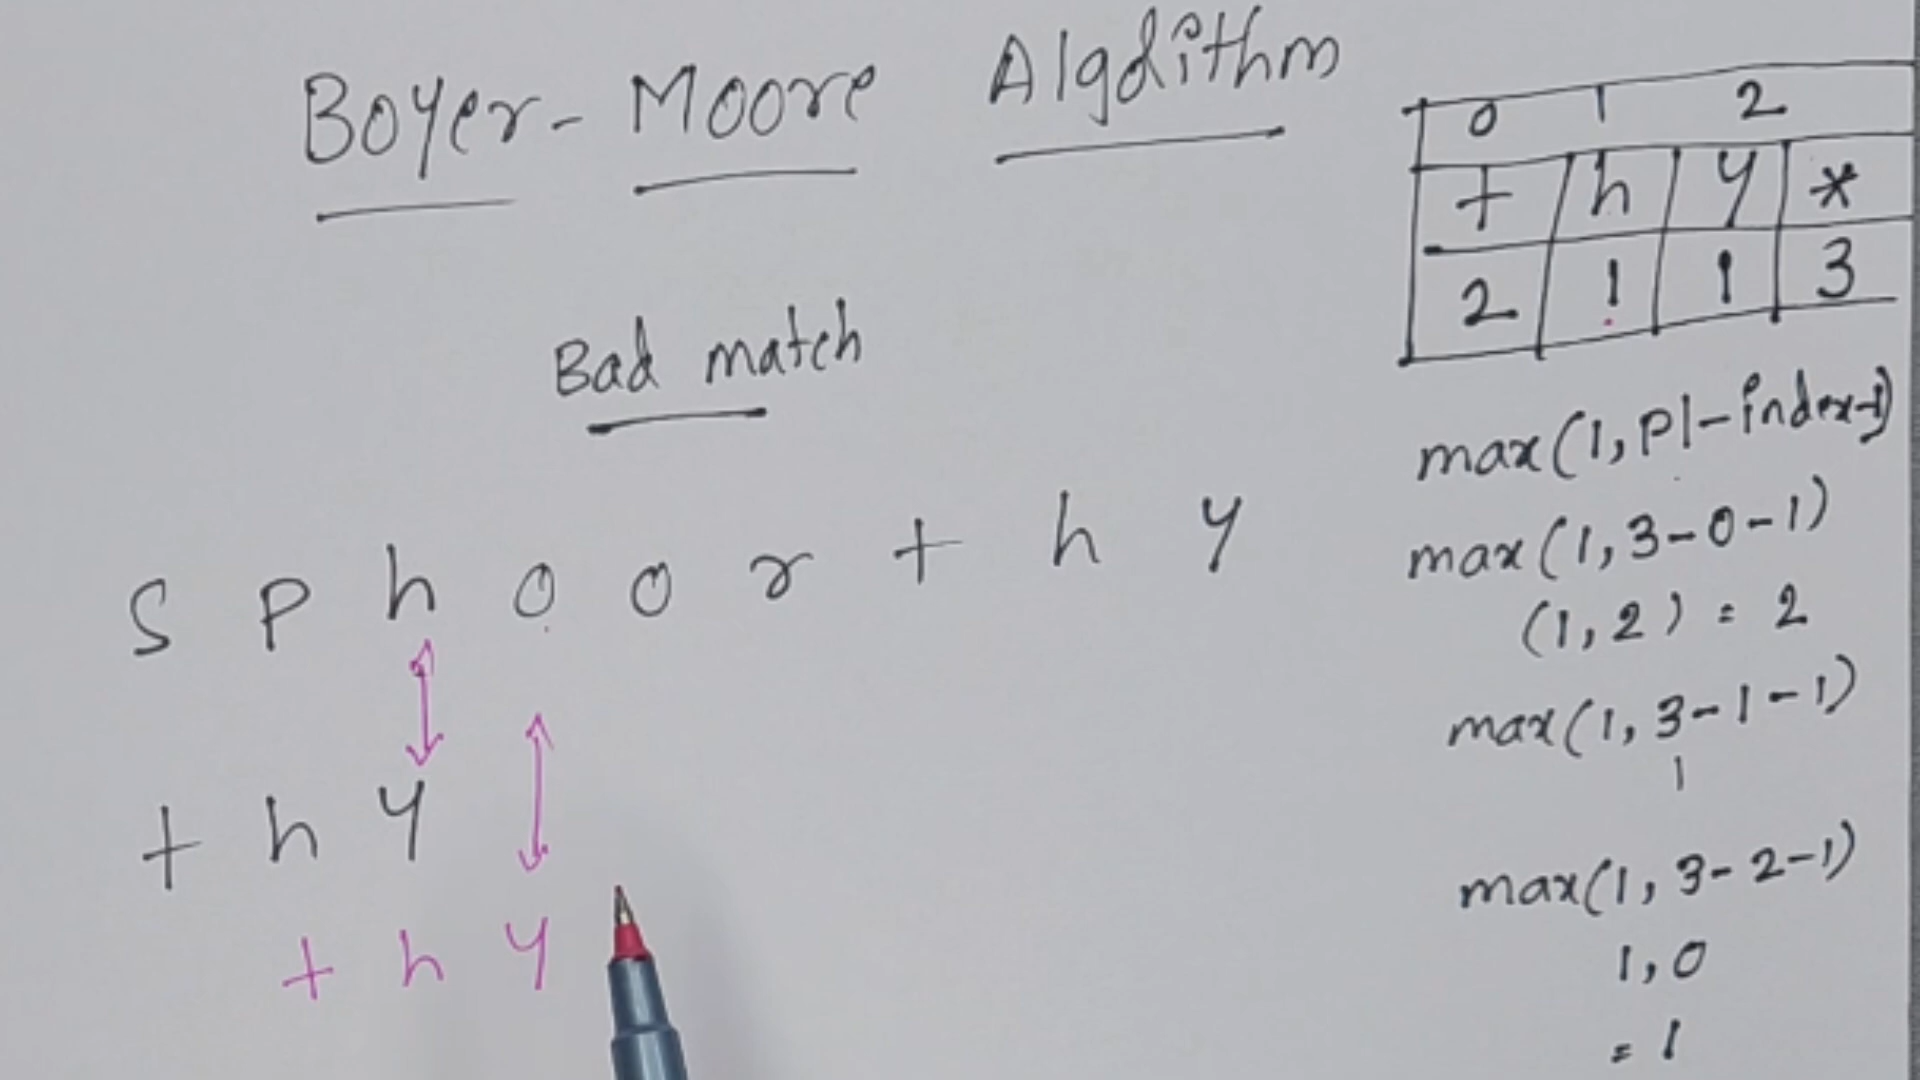 Boyer-Moore Algorithm
Bad match
S P h o o r t h y
t h y
t h y
0 1 2
t h y *
2 1 1 3
max(1, Pl-index-1)
max(1, 3-0-1)
(1, 2) = 2
max(1, 3-1-1)
1
max(1, 3-2-1)
1, 0
= 1